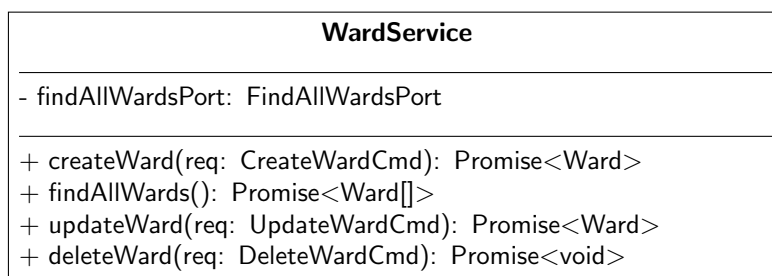 WardService
- findAllWardsPort: FindAllWardsPort
+ createWard(req: CreateWardCmd): Promise<Ward>
+ findAllWards(): Promise<Ward[]>
+ updateWard(req: UpdateWardCmd): Promise<Ward>
+ deleteWard(req: DeleteWardCmd): Promise<void>